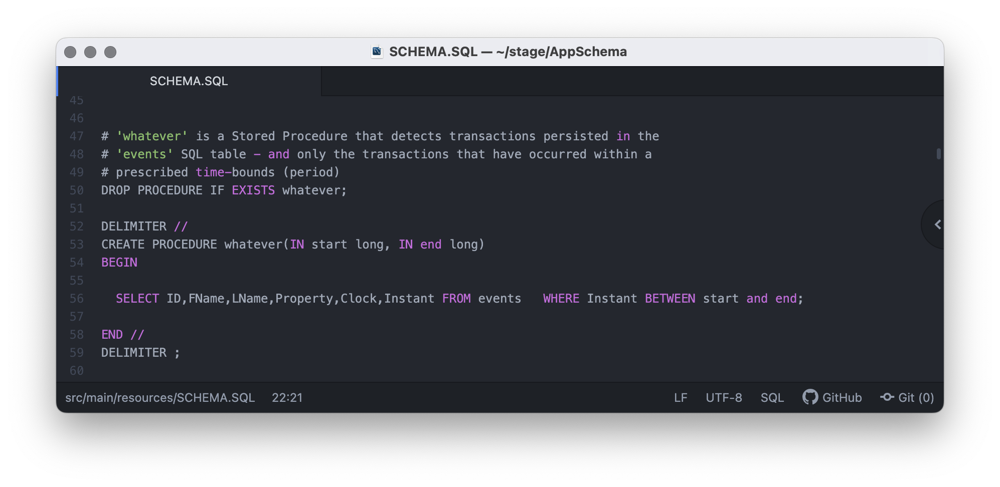 SCHEMA.SQL — ~/stage/AppSchema
SCHEMA.SQL
45
46
47 # 'whatever' is a Stored Procedure that detects transactions persisted in the
48 # 'events' SQL table - and only the transactions that have occurred within a
49 # prescribed time-bounds (period)
50 DROP PROCEDURE IF EXISTS whatever;
51
52 DELIMITER //
53 CREATE PROCEDURE whatever(IN start long, IN end long)
54 BEGIN
55
56   SELECT ID,FName,LName,Property,Clock,Instant FROM events   WHERE Instant BETWEEN start and end;
57
58 END //
59 DELIMITER ;
60
src/main/resources/SCHEMA.SQL 22:21 LF UTF-8 SQL GitHub Git (0)